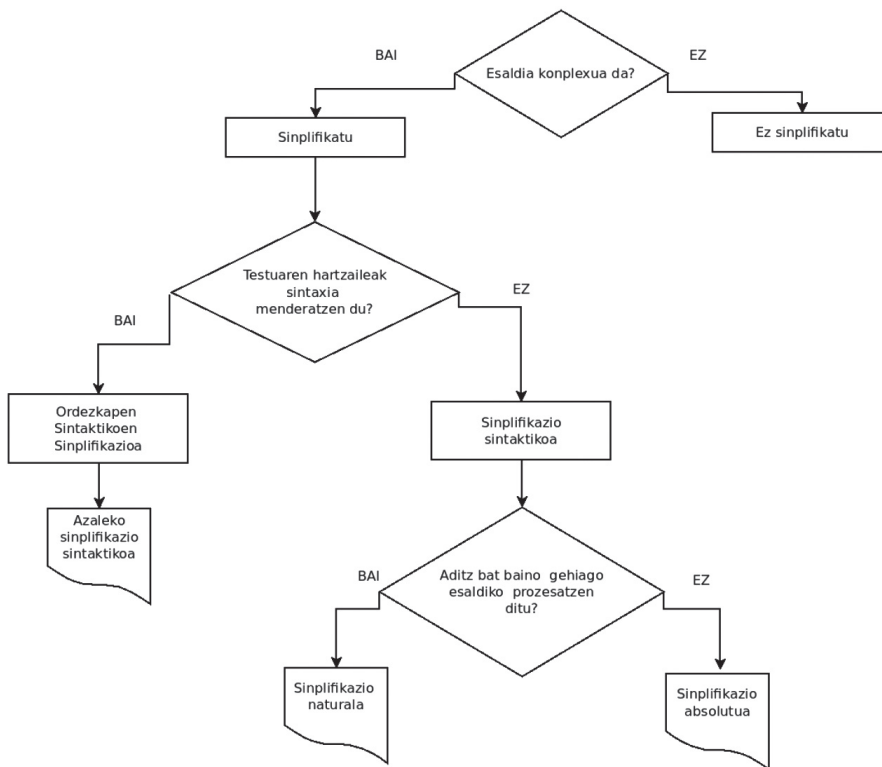 Esaldia konplexua da?
BAI
EZ
Sinplifikatu
Ez sinplifikatu
Testuaren hartzaileak
sintaxia
menderatzen du?
BAI
EZ
Ordezkapen
Sintaktikoen
Sinplifikazioa
Sinplifikazio
sintaktikoa
Azaleko
sinplifikazio
sintaktikoa
Aditz bat baino gehiago
esaldiko prozesatzen
ditu?
BAI
EZ
Sinplifikazio
naturala
Sinplifikazio
absolutua